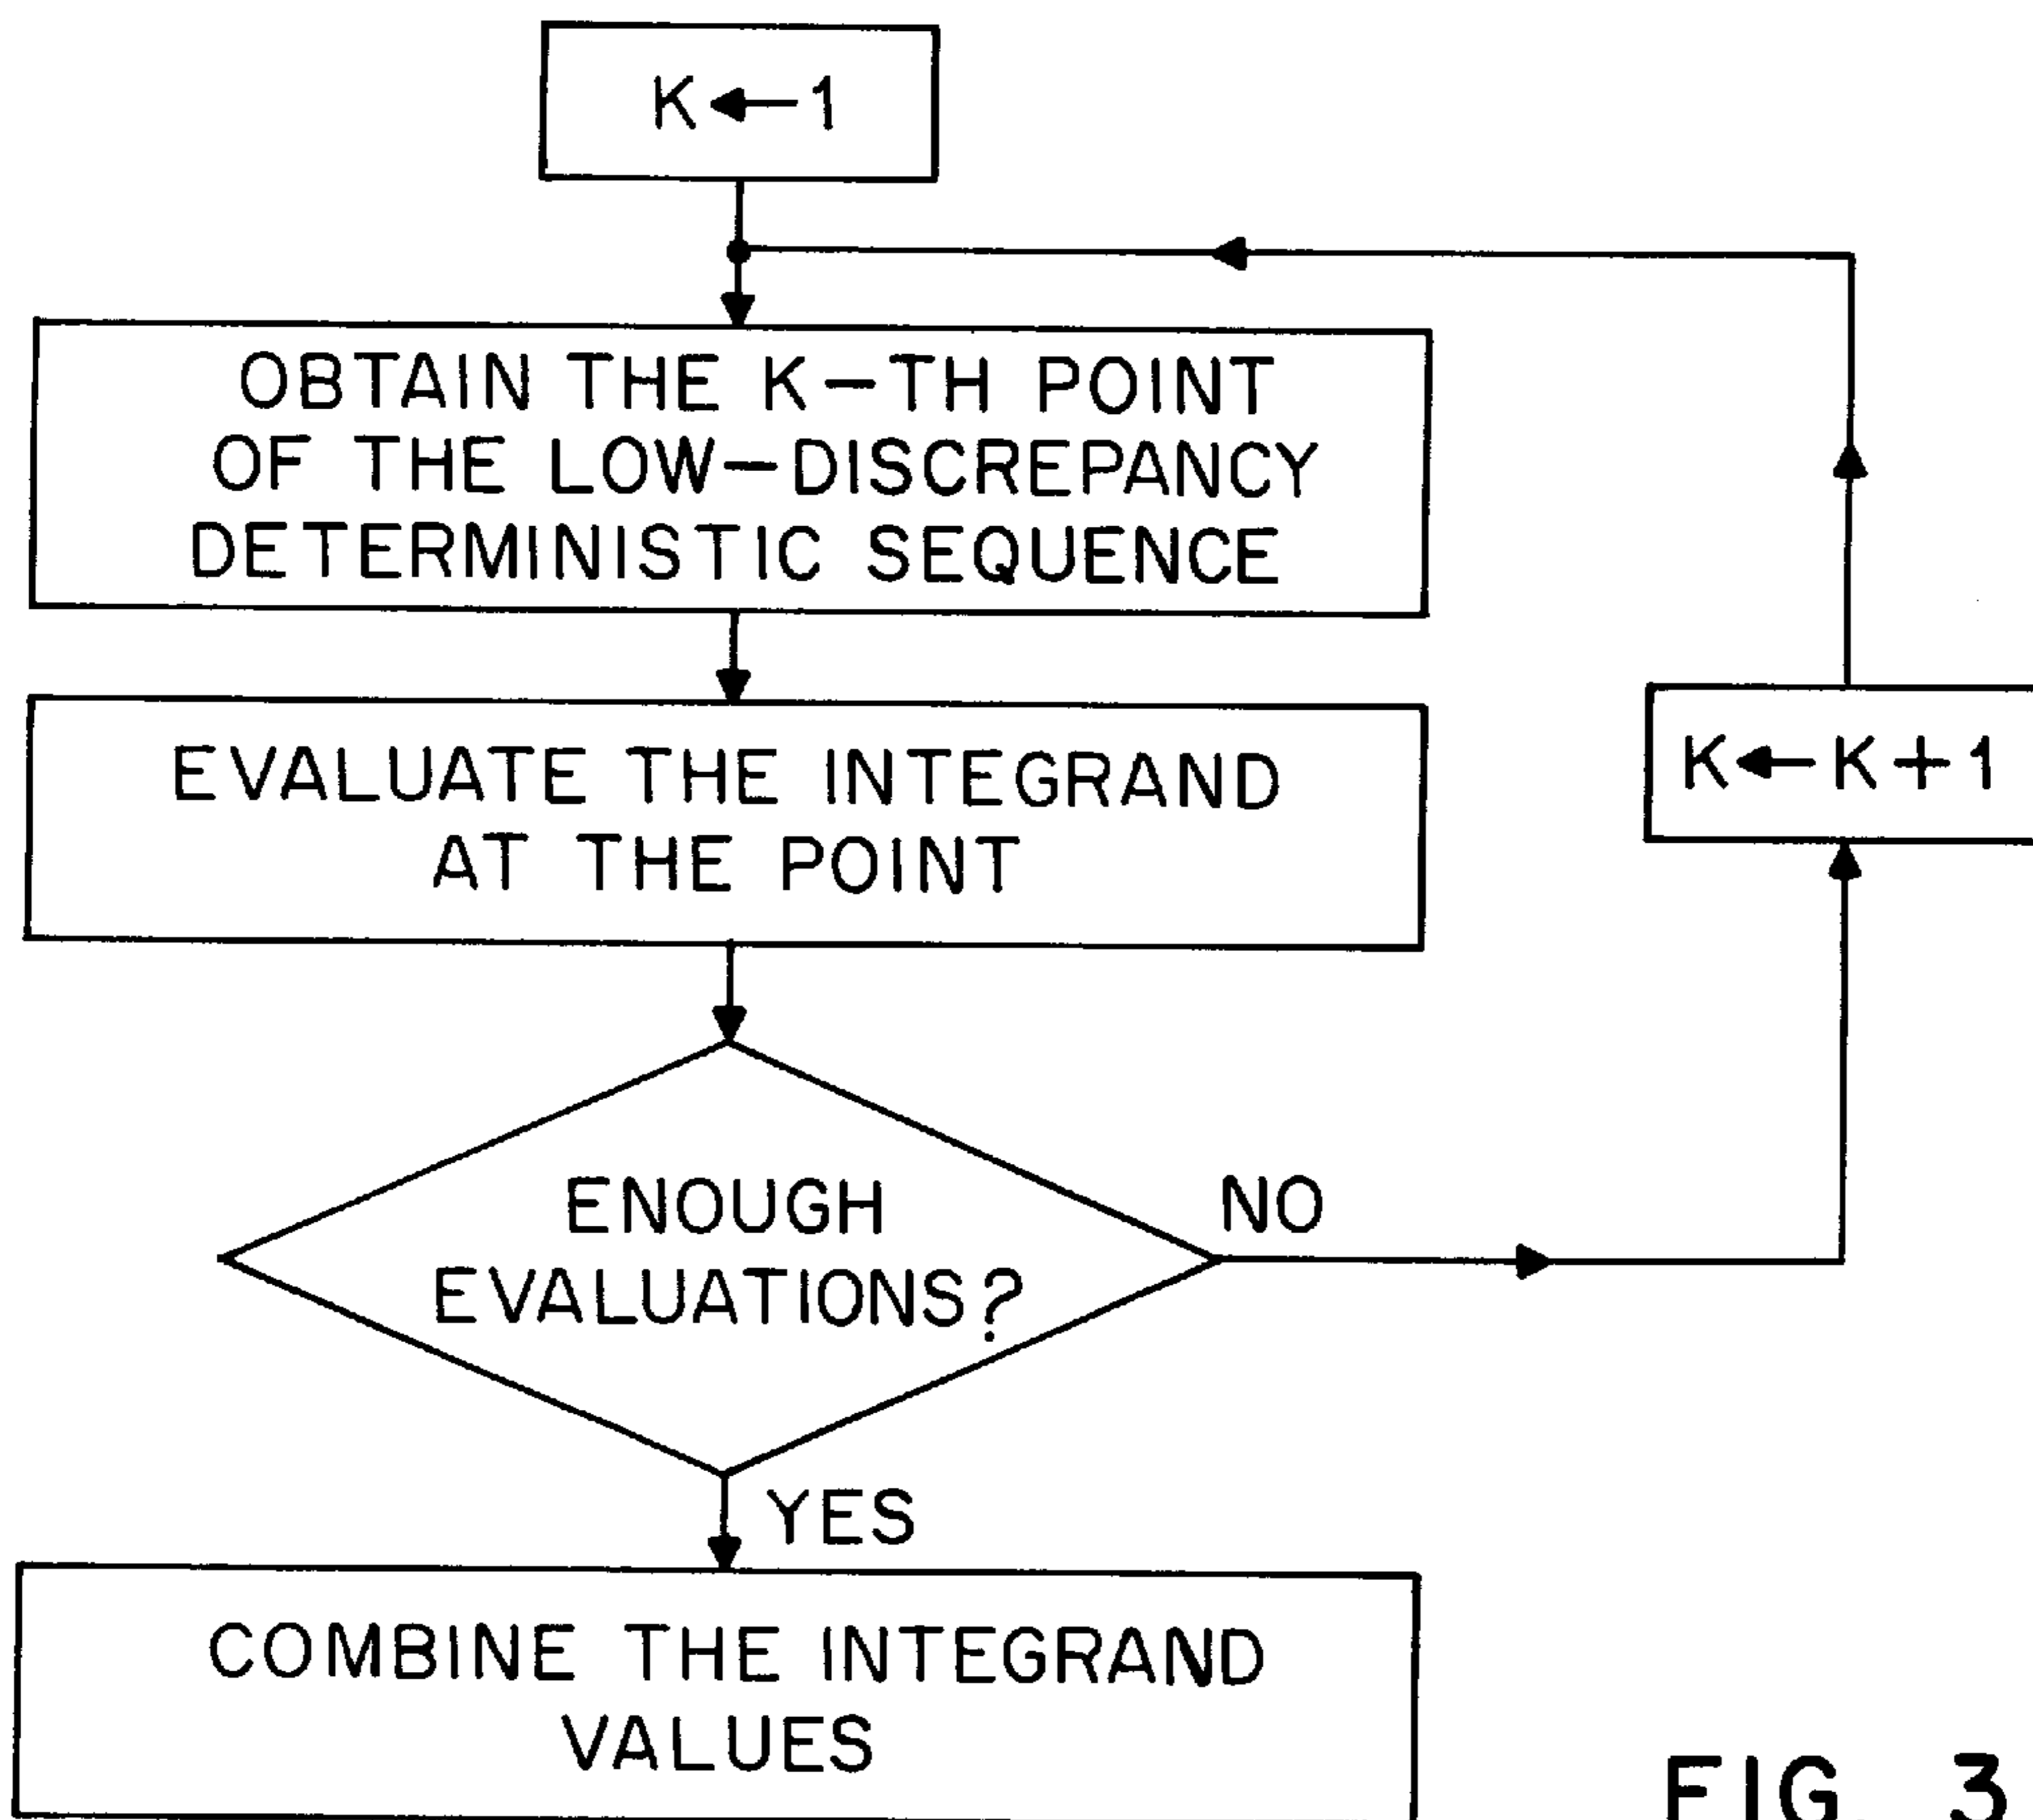 K←1
OBTAIN THE K-TH POINT
OF THE LOW-DISCREPANCY
DETERMINISTIC SEQUENCE
EVALUATE THE INTEGRAND
AT THE POINT
K←K+1
ENOUGH
EVALUATIONS?
NO
YES
COMBINE THE INTEGRAND
VALUES
FIG. 3